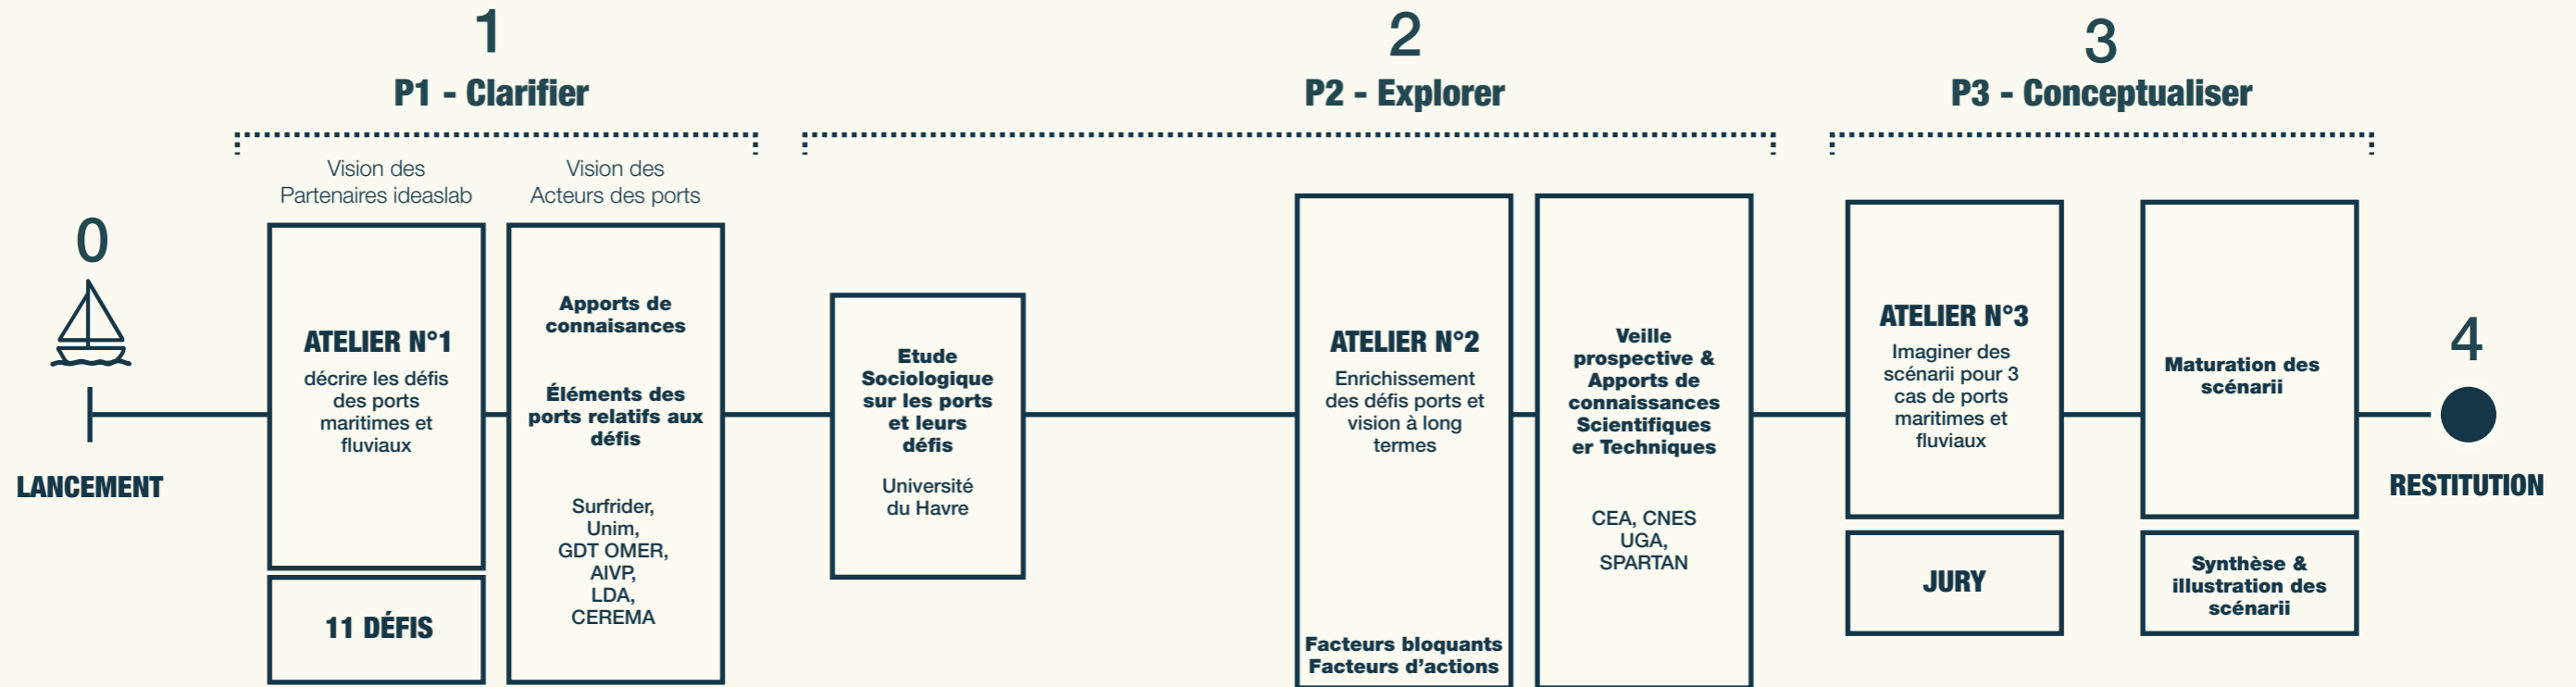 0
LANCEMENT
1
P1 - Clarifier
Vision des
Partenaires ideaslab
ATELIER N°1
décrire les défis
des ports
maritimes et
fluviaux
11 DÉFIS
Vision des
Acteurs des ports
Apports de
connaisances
Éléments des
ports relatifs aux
défis
Surfrider,
Unim,
GDT OMER,
AIVP,
LDA,
CEREMA
2
P2 - Explorer
Etude
Sociologique
sur les ports
et leurs
défis
Université
du Havre
ATELIER N°2
Enrichissement
des défis ports et
vision à long
termes
Facteurs bloquants
Facteurs d’actions
Veille
prospective &
Apports de
connaissances
Scientifiques
er Techniques
CEA, CNES
UGA,
SPARTAN
3
P3 - Conceptualiser
ATELIER N°3
Imaginer des
scénarii pour 3
cas de ports
maritimes et
fluviaux
JURY
Maturation des
scénarii
Synthèse &
illustration des
scénarii
4
RESTITUTION